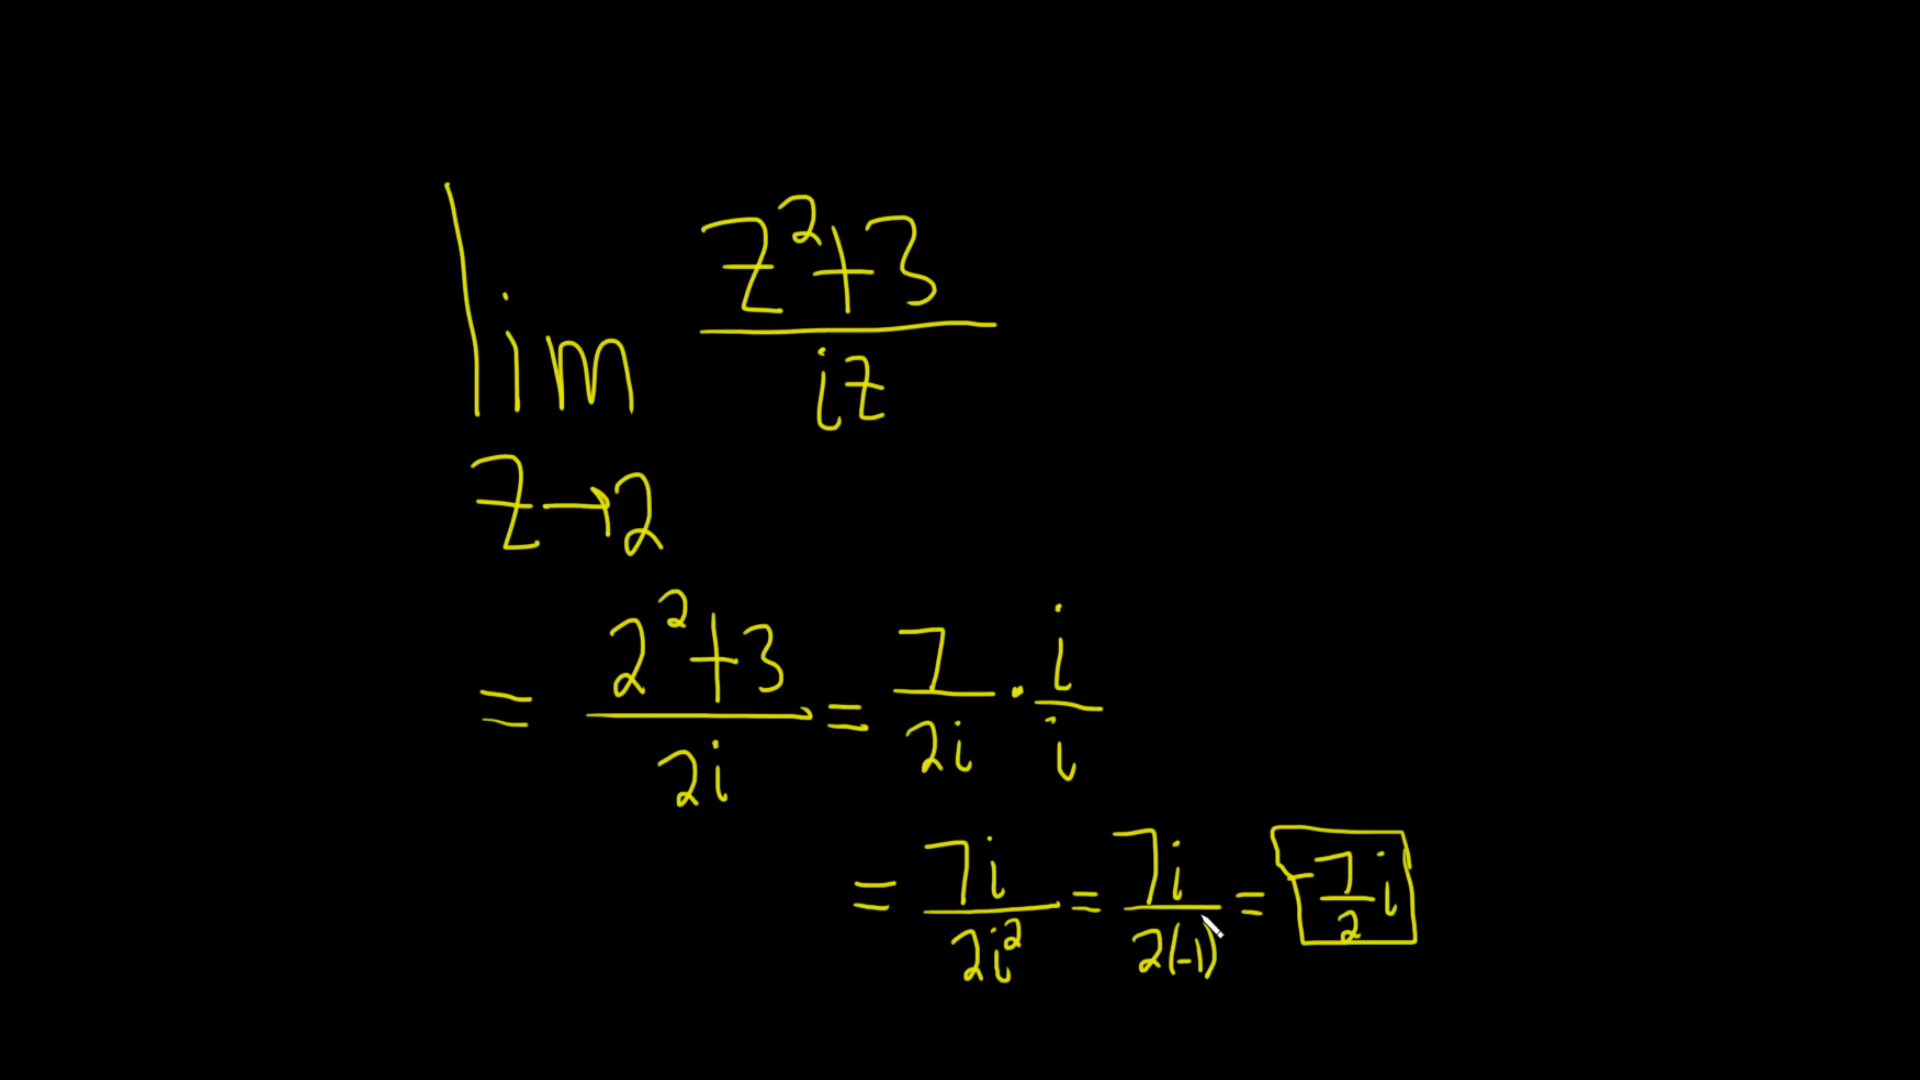 lim z→2 (z²+3)/(iz)
= (2²+3)/(2i) = 7/(2i) · i/i
= 7i/(2i²) = 7i/(2(-1)) = -7/2 i